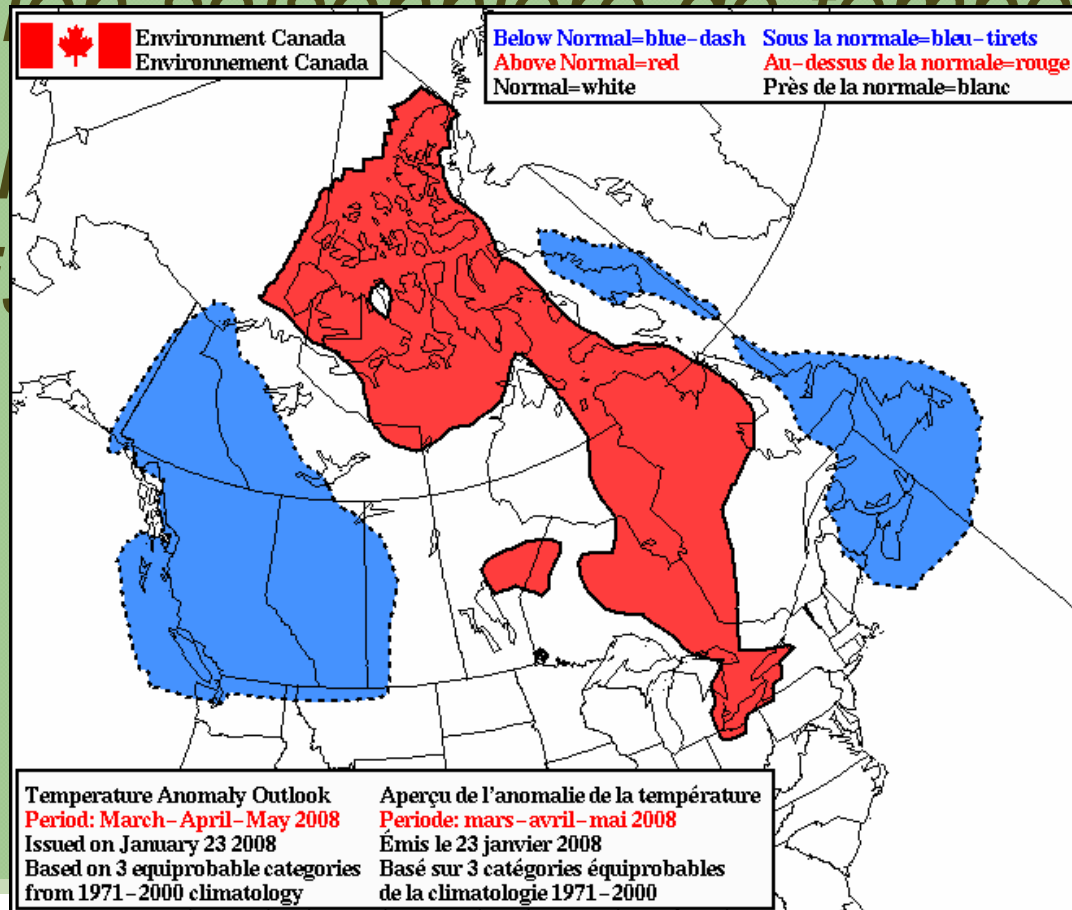 Environment Canada
Environnement Canada
Below Normal=blue-dash Sous la normale=bleu-tirets
Above Normal=red Au-dessus de la normale=rouge
Normal=white Près de la normale=blanc
Temperature Anomaly Outlook
Period: March-April-May 2008
Issued on January 23 2008
Based on 3 equiprobable categories
from 1971-2000 climatology
Aperçu de l'anomalie de la température
Periode: mars-avril-mai 2008
Émis le 23 janvier 2008
Basé sur 3 catégories équiprobables
de la climatologie 1971-2000